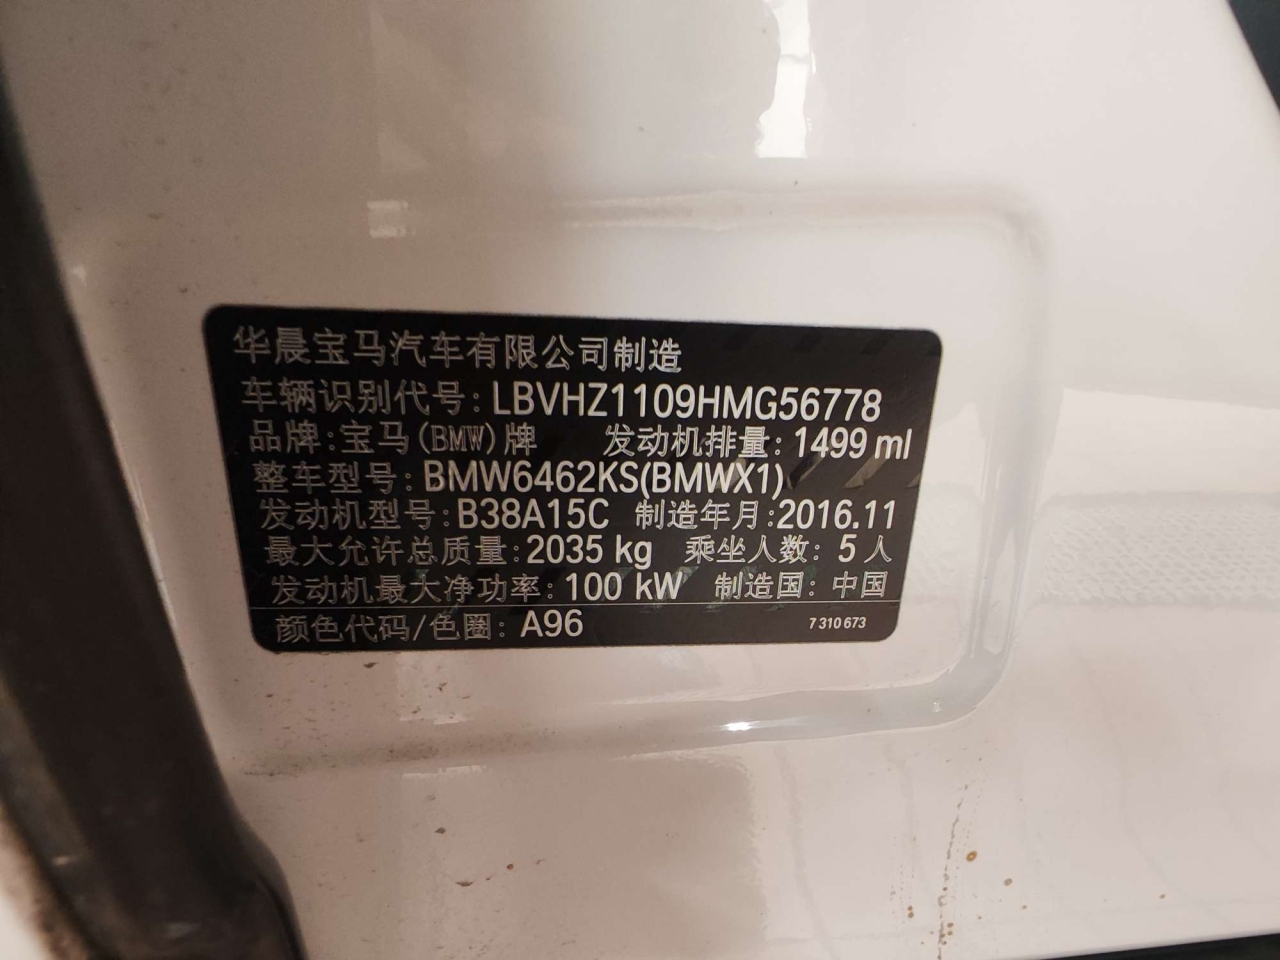 华晨宝马汽车有限公司制造
车辆识别代号: LBVHZ1109HMG56778
品牌: 宝马(BMW)牌 发动机排量: 1499 ml
整车型号: BMW6462KS(BMWX1)
发动机型号: B38A15C 制造年月: 2016.11
最大允许总质量: 2035 kg 乘坐人数: 5 人
发动机最大净功率: 100 kW 制造国: 中国
颜色代码/色圈: A96 7 310 673